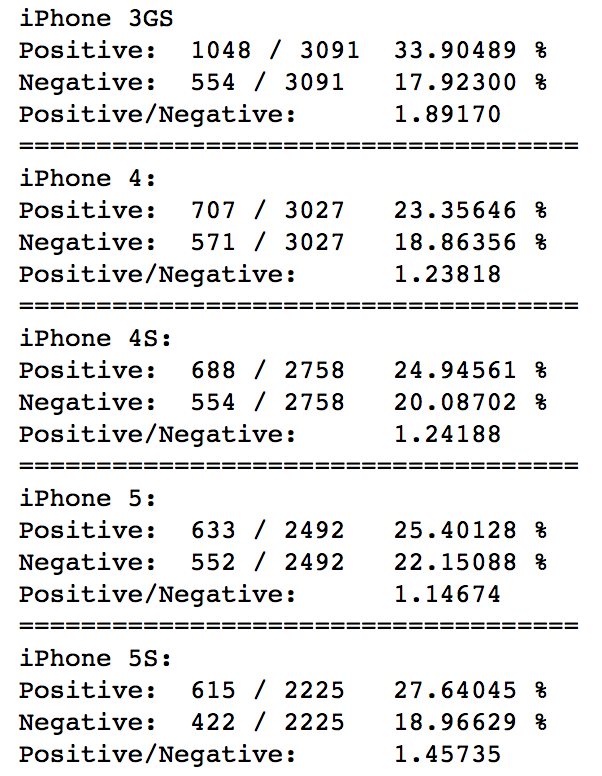 iPhone 3GS
Positive:  1048 / 3091  33.90489 %
Negative:  554 / 3091   17.92300 %
Positive/Negative:      1.89170
====================================
iPhone 4:
Positive:  707 / 3027   23.35646 %
Negative:  571 / 3027   18.86356 %
Positive/Negative:      1.23818
====================================
iPhone 4S:
Positive:  688 / 2758   24.94561 %
Negative:  554 / 2758   20.08702 %
Positive/Negative:      1.24188
====================================
iPhone 5:
Positive:  633 / 2492   25.40128 %
Negative:  552 / 2492   22.15088 %
Positive/Negative:      1.14674
====================================
iPhone 5S:
Positive:  615 / 2225   27.64045 %
Negative:  422 / 2225   18.96629 %
Positive/Negative:      1.45735